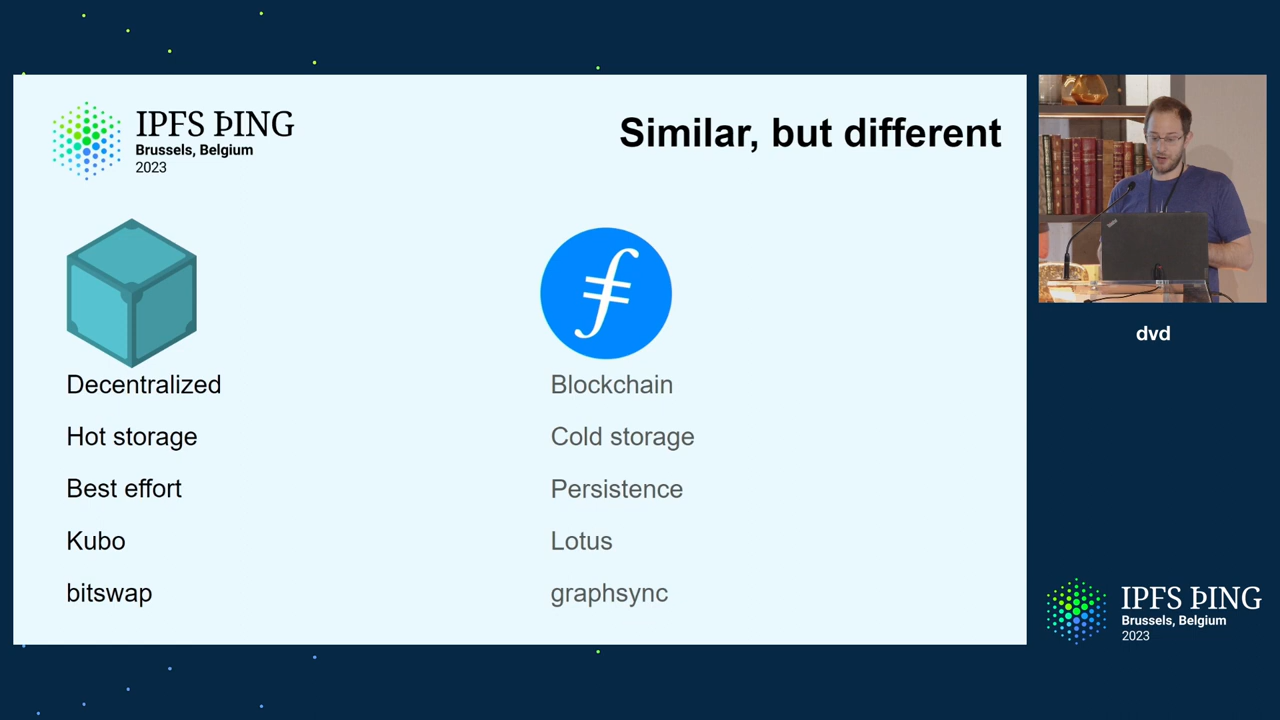 IPFS ÞING
Brussels, Belgium
2023
Similar, but different
Decentralized
Hot storage
Best effort
Kubo
bitswap
Blockchain
Cold storage
Persistence
Lotus
graphsync
dvd
IPFS ÞING
Brussels, Belgium
2023